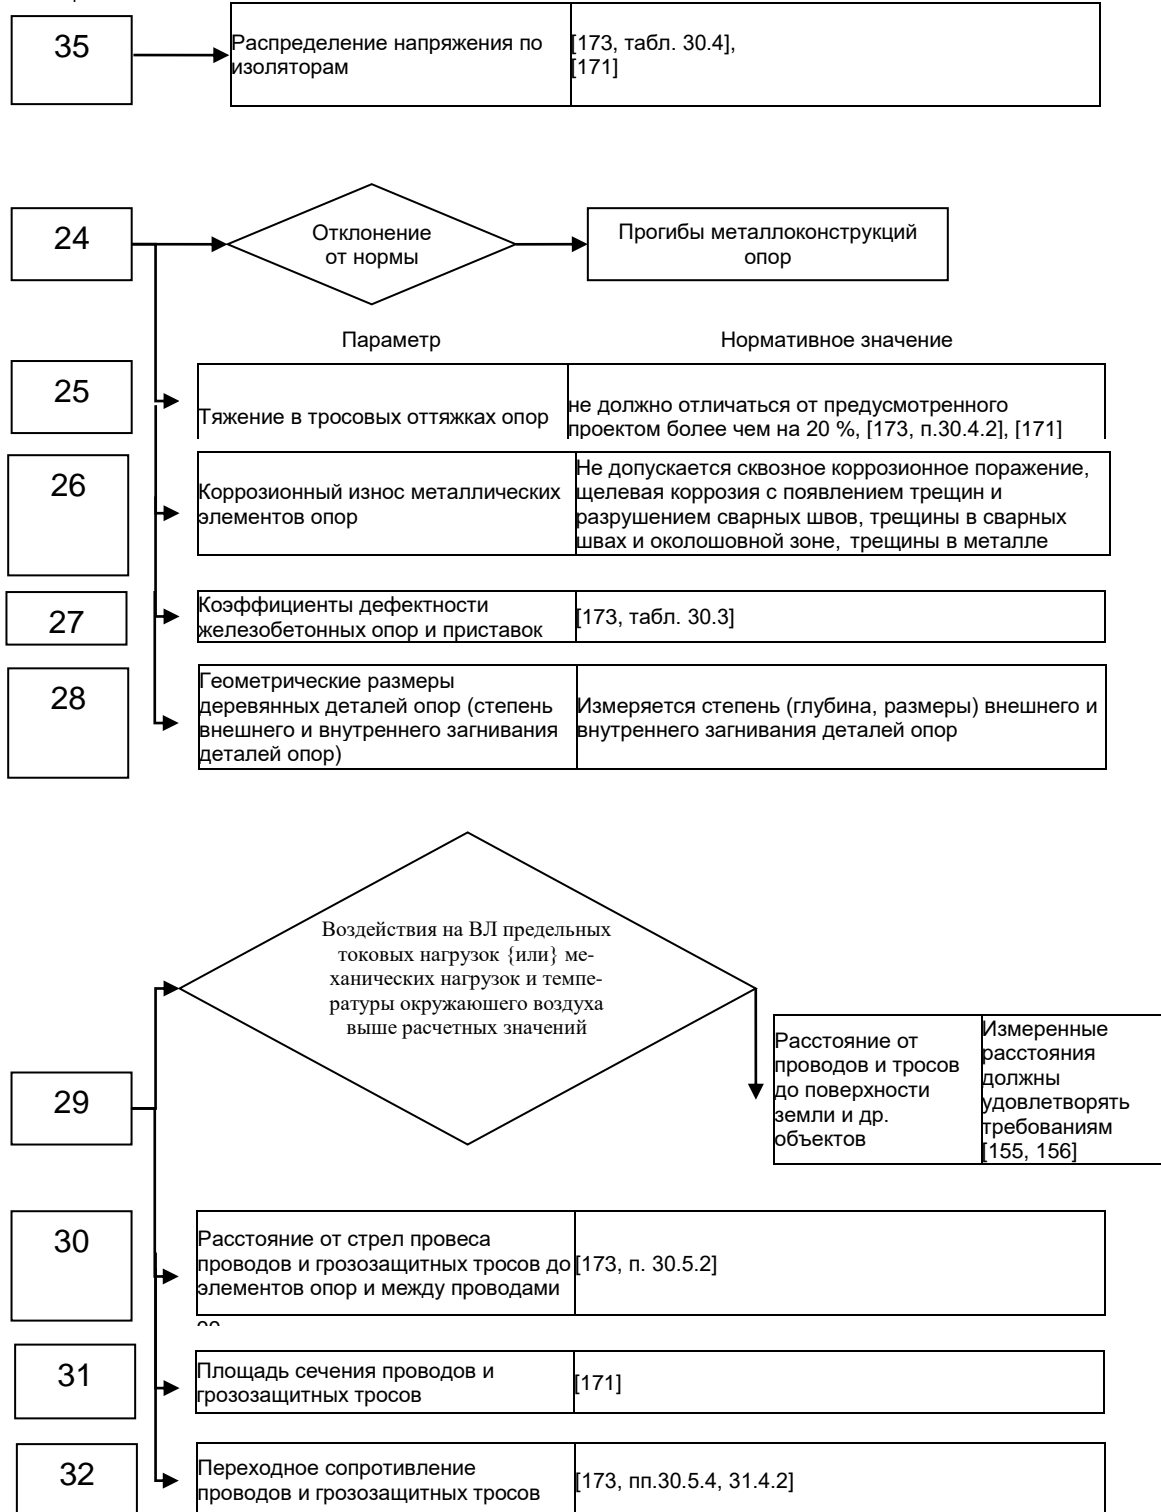 35
Распределение напряжения по
изоляторам
[173, табл. 30.4],
[171]
24
Отклонение
от нормы
Прогибы металлоконструкций
опор
Параметр
Нормативное значение
25
Тяжение в тросовых оттяжках опор
не должно отличаться от предусмотренного
проектом более чем на 20 %, [173, п.30.4.2], [171]
26
Коррозионный износ металлических
элементов опор
Не допускается сквозное коррозионное поражение,
щелевая коррозия с появлением трещин и
разрушением сварных швов, трещины в сварных
швах и околошовной зоне, трещины в металле
27
Коэффициенты дефектности
железобетонных опор и приставок
[173, табл. 30.3]
28
Геометрические размеры
деревянных деталей опор (степень
внешнего и внутреннего загнивания
деталей опор)
Измеряется степень (глубина, размеры) внешнего и
внутреннего загнивания деталей опор
Воздействия на ВЛ предельных
токовых нагрузок {или} ме-
ханических нагрузок и темпе-
ратуры окружаюшего воздуха
выше расчетных значений
29
Расстояние от
проводов и тросов
до поверхности
земли и др.
объектов
Измеренные
расстояния
должны
удовлетворять
требованиям
[155, 156]
30
Расстояние от стрел провеса
проводов и грозозащитных тросов до
элементов опор и между проводами
[173, п. 30.5.2]
31
Площадь сечения проводов и
грозозащитных тросов
[171]
32
Переходное сопротивление
проводов и грозозащитных тросов
[173, пп.30.5.4, 31.4.2]